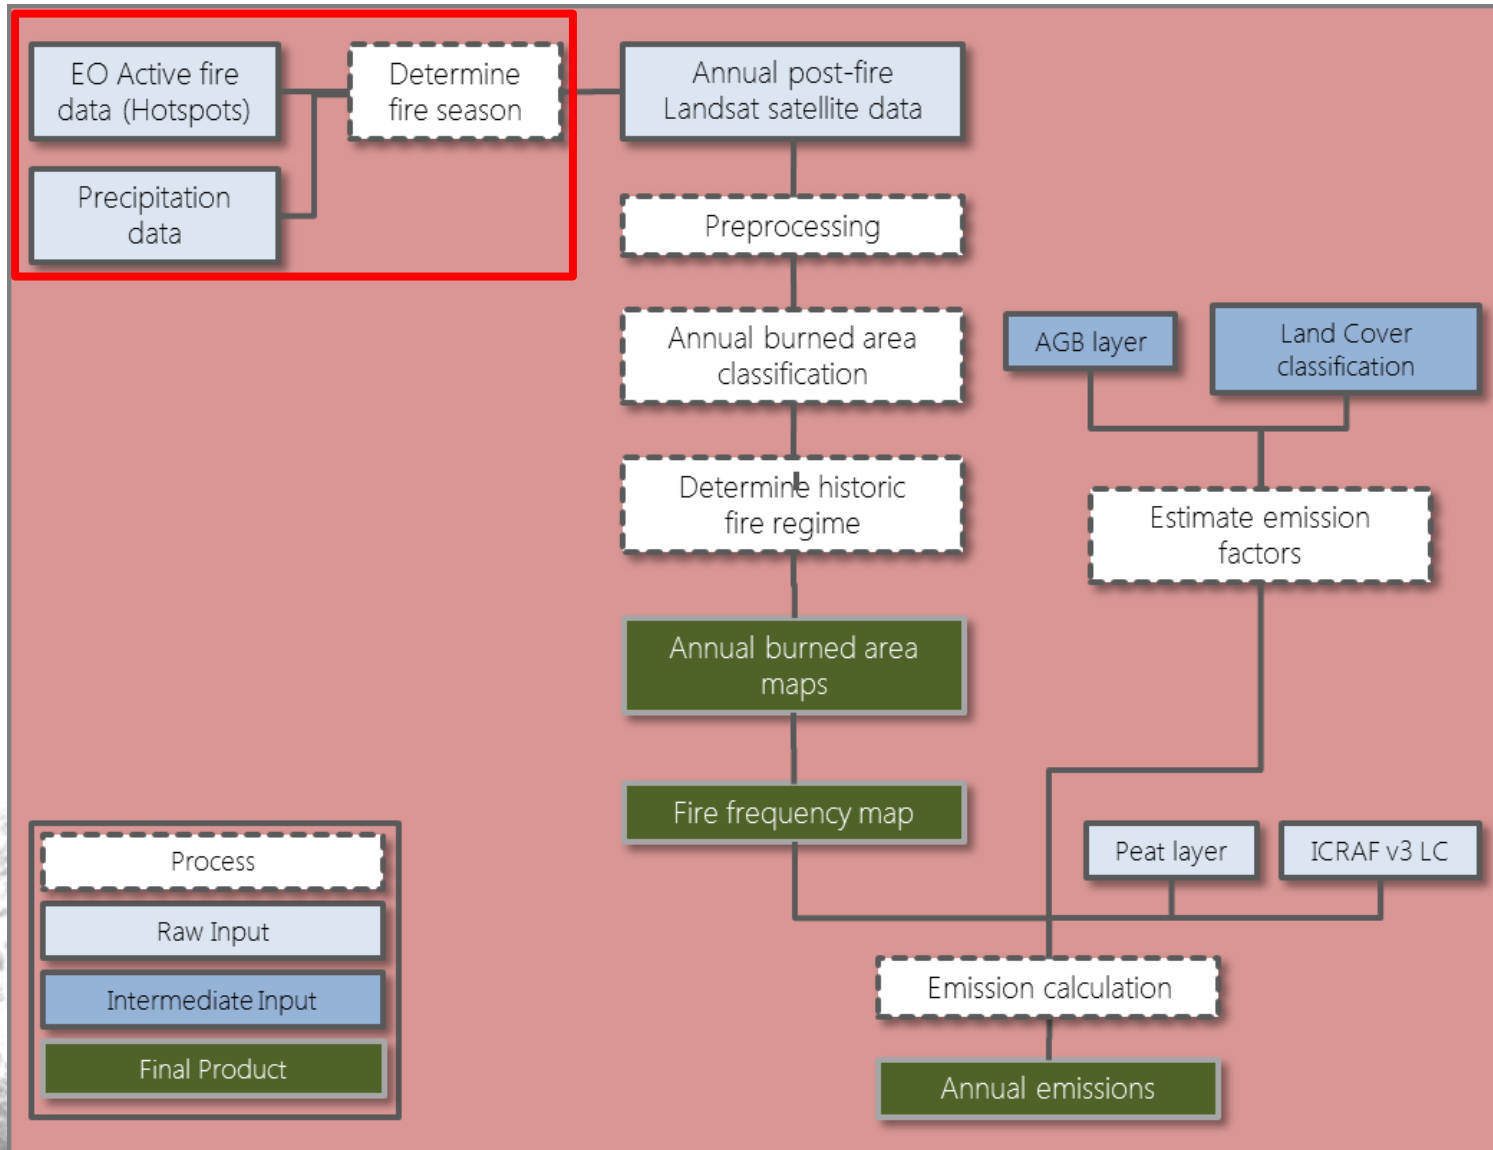 EO Active fire
data (Hotspots)
Determine
fire season
Annual post-fire
Landsat satellite data
Precipitation
data
Preprocessing
Annual burned area
classification
AGB layer
Land Cover
classification
Determine historic
fire regime
Estimate emission
factors
Annual burned area
maps
Fire frequency map
Peat layer
ICRAF v3 LC
Emission calculation
Annual emissions
Process
Raw Input
Intermediate Input
Final Product